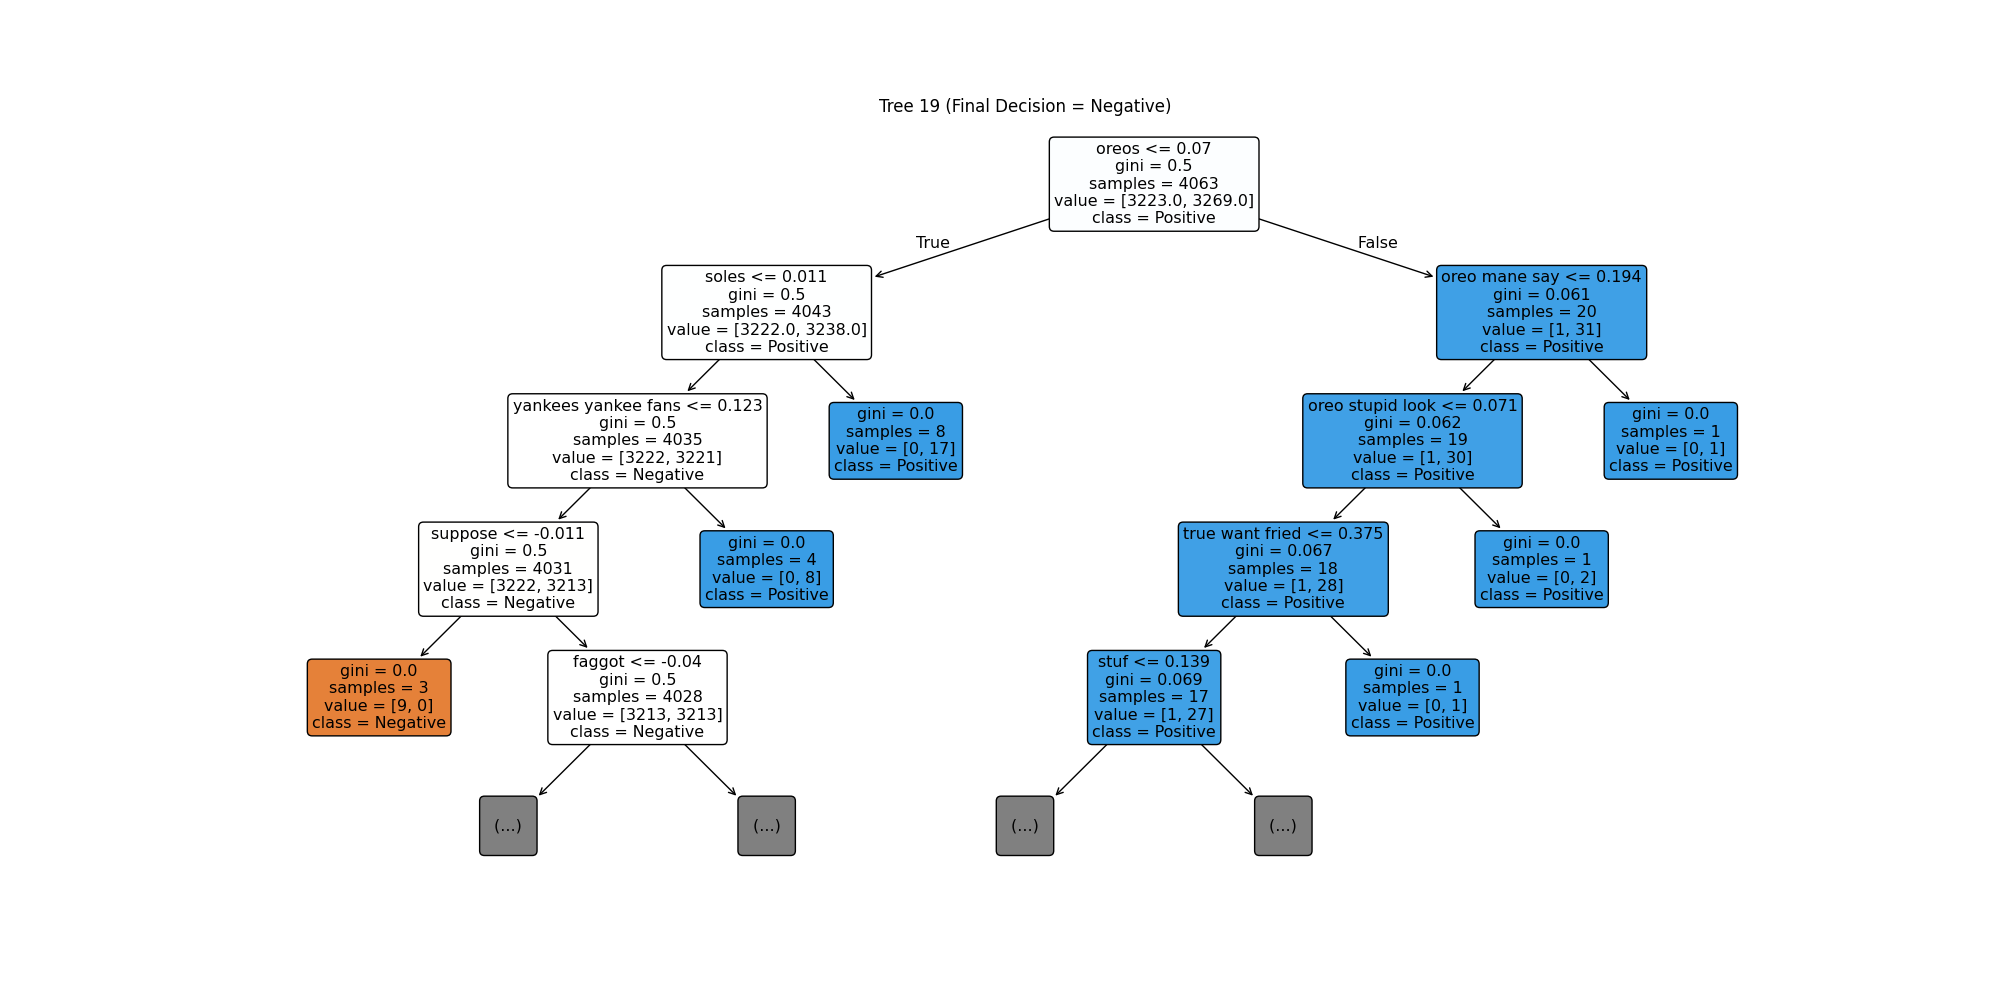 Tree 19 (Final Decision = Negative)
oreos <= 0.07
gini = 0.5
samples = 4063
value = [3223.0, 3269.0]
class = Positive
True
False
soles <= 0.011
gini = 0.5
samples = 4043
value = [3222.0, 3238.0]
class = Positive
oreo mane say <= 0.194
gini = 0.061
samples = 20
value = [1, 31]
class = Positive
yankees yankee fans <= 0.123
gini = 0.5
samples = 4035
value = [3222, 3221]
class = Negative
gini = 0.0
samples = 8
value = [0, 17]
class = Positive
oreo stupid look <= 0.071
gini = 0.062
samples = 19
value = [1, 30]
class = Positive
gini = 0.0
samples = 1
value = [0, 1]
class = Positive
suppose <= -0.011
gini = 0.5
samples = 4031
value = [3222, 3213]
class = Negative
gini = 0.0
samples = 4
value = [0, 8]
class = Positive
true want fried <= 0.375
gini = 0.067
samples = 18
value = [1, 28]
class = Positive
gini = 0.0
samples = 1
value = [0, 2]
class = Positive
gini = 0.0
samples = 3
value = [9, 0]
class = Negative
faggot <= -0.04
gini = 0.5
samples = 4028
value = [3213, 3213]
class = Negative
stuf <= 0.139
gini = 0.069
samples = 17
value = [1, 27]
class = Positive
gini = 0.0
samples = 1
value = [0, 1]
class = Positive
(...)
(...)
(...)
(...)